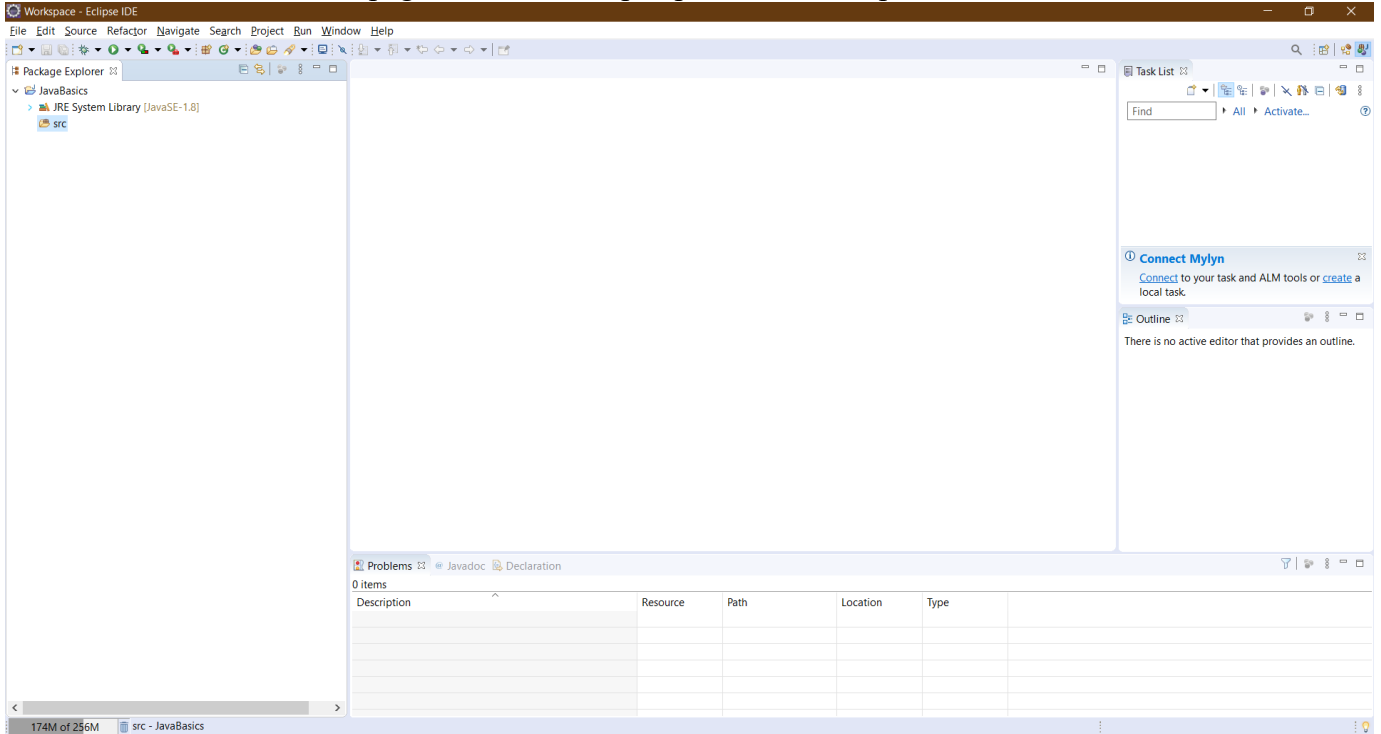 Workspace - Eclipse IDE
File Edit Source Refactor Navigate Search Project Run Window Help
Package Explorer
JavaBasics
JRE System Library [JavaSE-1.8]
src
Task List
Find All Activate...
Connect Mylyn
Connect to your task and ALM tools or create a
local task.
Outline
There is no active editor that provides an outline.
Problems Javadoc Declaration
0 items
Description Resource Path Location Type
174M of 256M src - JavaBasics